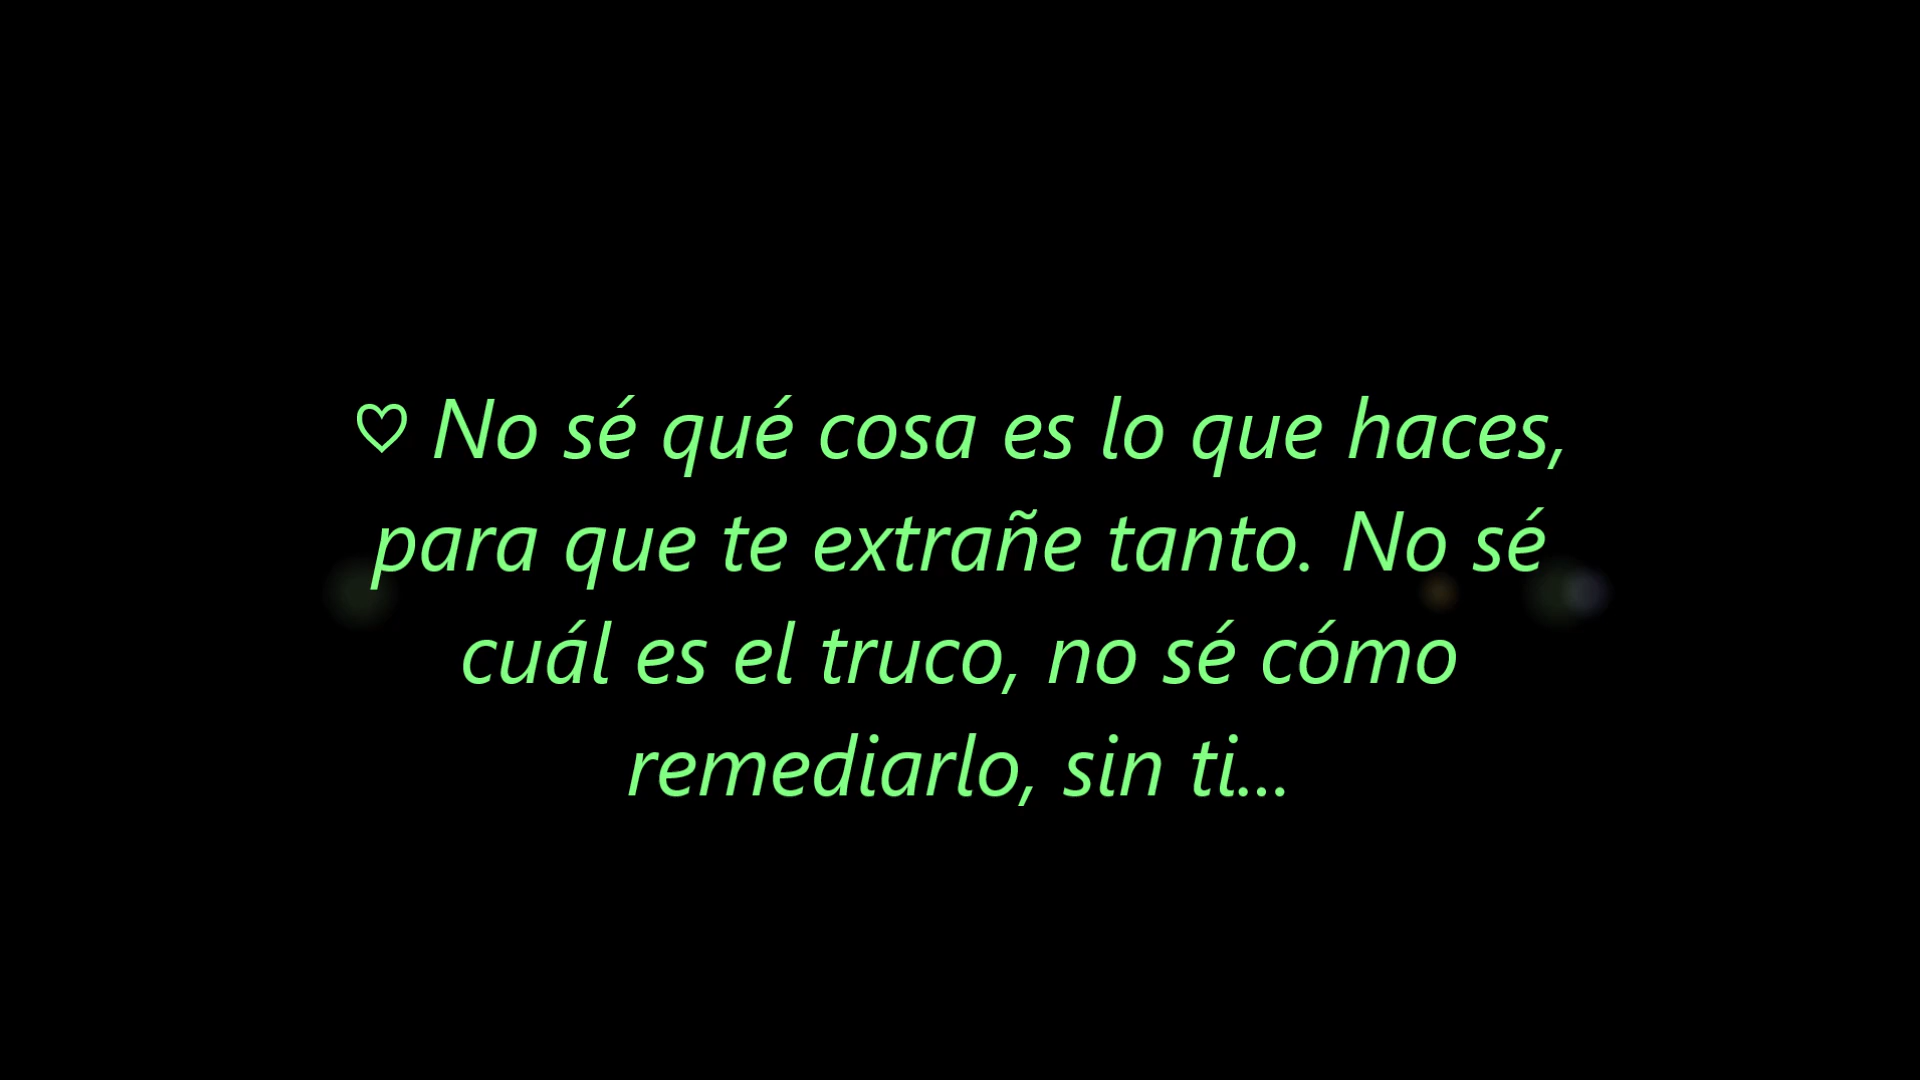 ♡ No sé qué cosa es lo que haces,
para que te extrañe tanto. No sé
cuál es el truco, no sé cómo
remediarlo, sin ti...